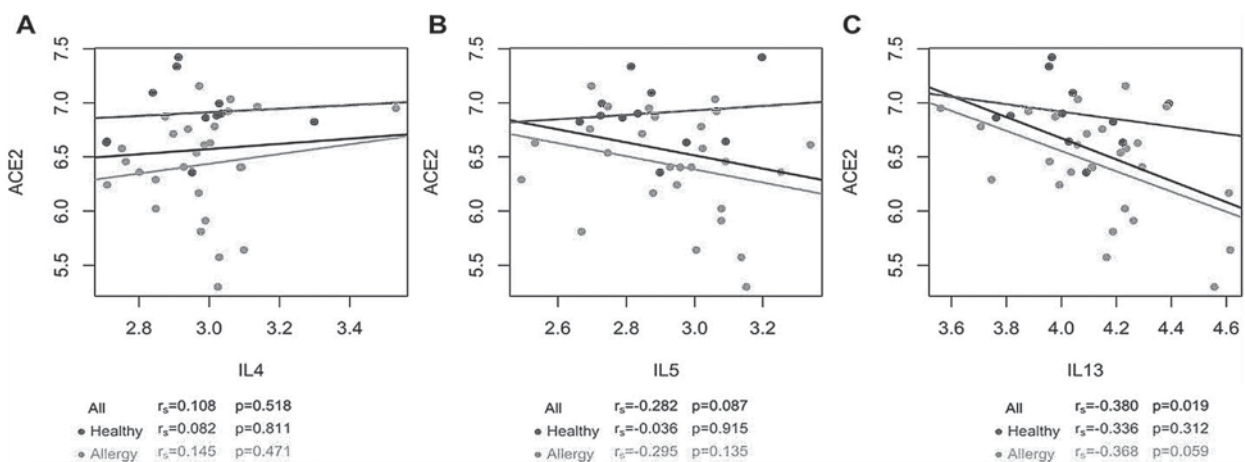 A
B
C
ACE2
7.5
7.0
6.5
6.0
5.5
2.8
3.0
3.2
3.4
IL4
ACE2
7.5
7.0
6.5
6.0
5.5
2.6
2.8
3.0
3.2
IL5
ACE2
7.5
7.0
6.5
6.0
5.5
3.6
3.8
4.0
4.2
4.4
4.6
IL13
All rs=0.108 p=0.518
Healthy rs=0.082 p=0.811
Allergy rs=0.145 p=0.471
All rs=-0.282 p=0.087
Healthy rs=-0.036 p=0.915
Allergy rs=-0.295 p=0.135
All rs=-0.380 p=0.019
Healthy rs=-0.336 p=0.312
Allergy rs=-0.368 p=0.059